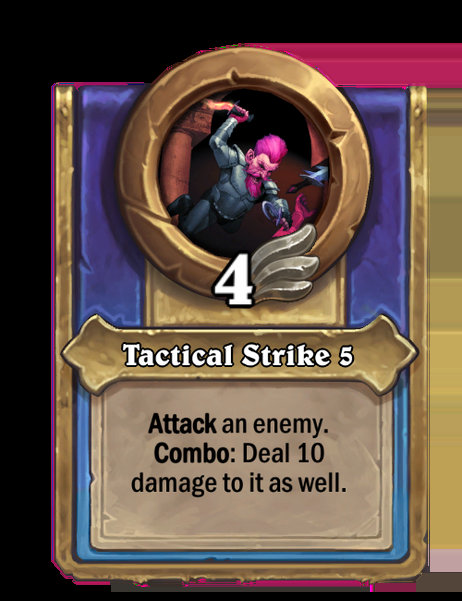 4
Tactical Strike 5
Attack an enemy.
Combo: Deal 10
damage to it as well.